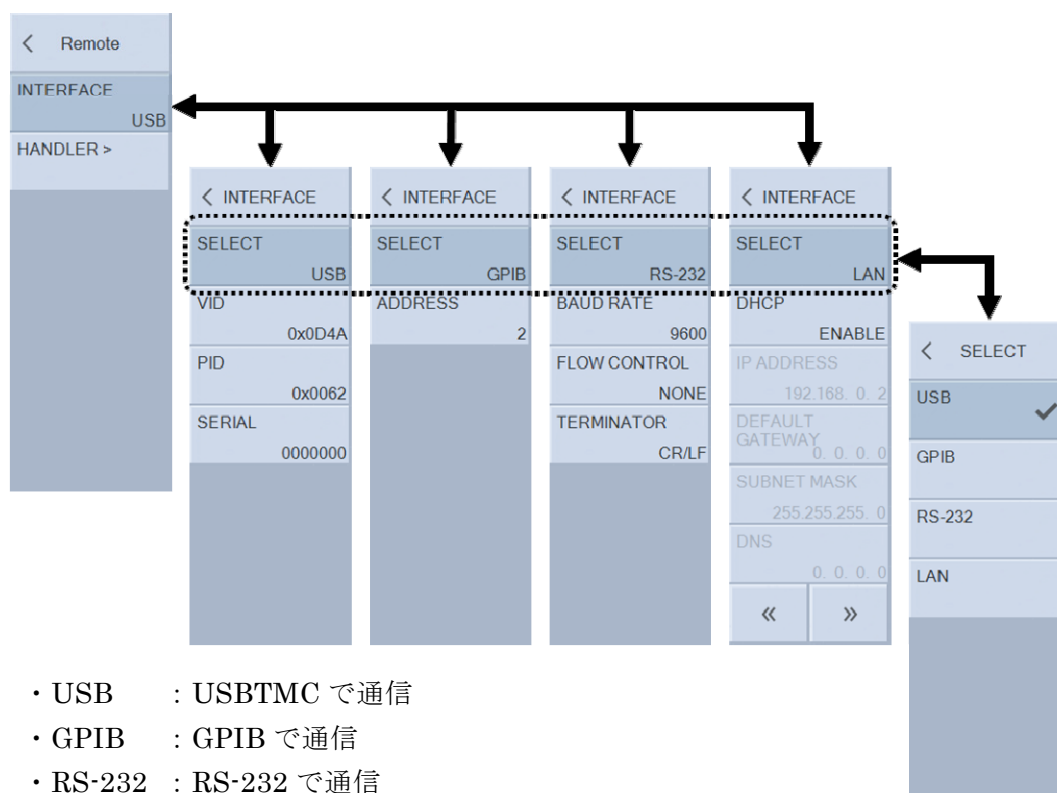 < Remote
INTERFACE
USB
HANDLER >
< INTERFACE
SELECT
USB
VID
0x0D4A
PID
0x0062
SERIAL
0000000
< INTERFACE
SELECT
GPIB
ADDRESS
2
< INTERFACE
SELECT
RS-232
BAUD RATE
9600
FLOW CONTROL
NONE
TERMINATOR
CR/LF
< INTERFACE
SELECT
LAN
DHCP
ENABLE
IP ADDRESS
192.168. 0. 2
DEFAULT
GATEWAY
0. 0. 0. 0
SUBNET MASK
255.255.255. 0
DNS
0. 0. 0. 0
« »
< SELECT
USB ✓
GPIB
RS-232
LAN
・USB : USBTMC で通信
・GPIB : GPIB で通信
・RS-232 : RS-232 で通信